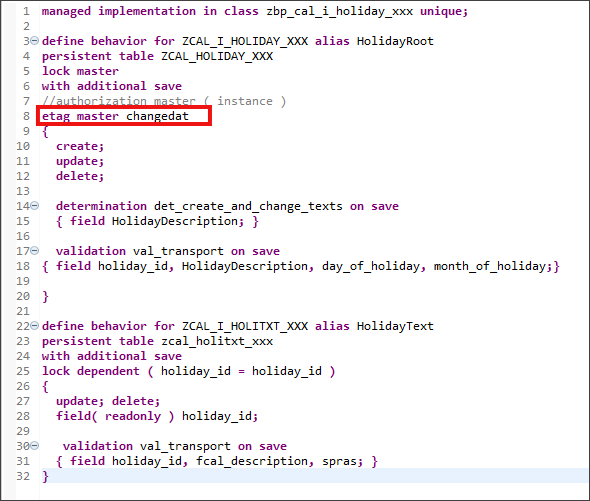 1 managed implementation in class zbp_cal_i_holiday_xxx unique;
2
3 define behavior for ZCAL_I_HOLIDAY_XXX alias HolidayRoot
4 persistent table ZCAL_HOLIDAY_XXX
5 lock master
6 with additional save
7 //authorization master ( instance )
8 etag master changedat
9 {
10 create;
11 update;
12 delete;
13
14 determination det_create_and_change_texts on save
15 { field HolidayDescription; }
16
17 validation val_transport on save
18 { field holiday_id, HolidayDescription, day_of_holiday, month_of_holiday;}
19
20 }
21
22 define behavior for ZCAL_I_HOLITXT_XXX alias HolidayText
23 persistent table zcal_holitxt_xxx
24 with additional save
25 lock dependent ( holiday_id = holiday_id )
26 {
27 update; delete;
28 field( readonly ) holiday_id;
29
30 validation val_transport on save
31 { field holiday_id, fcal_description, spras; }
32 }